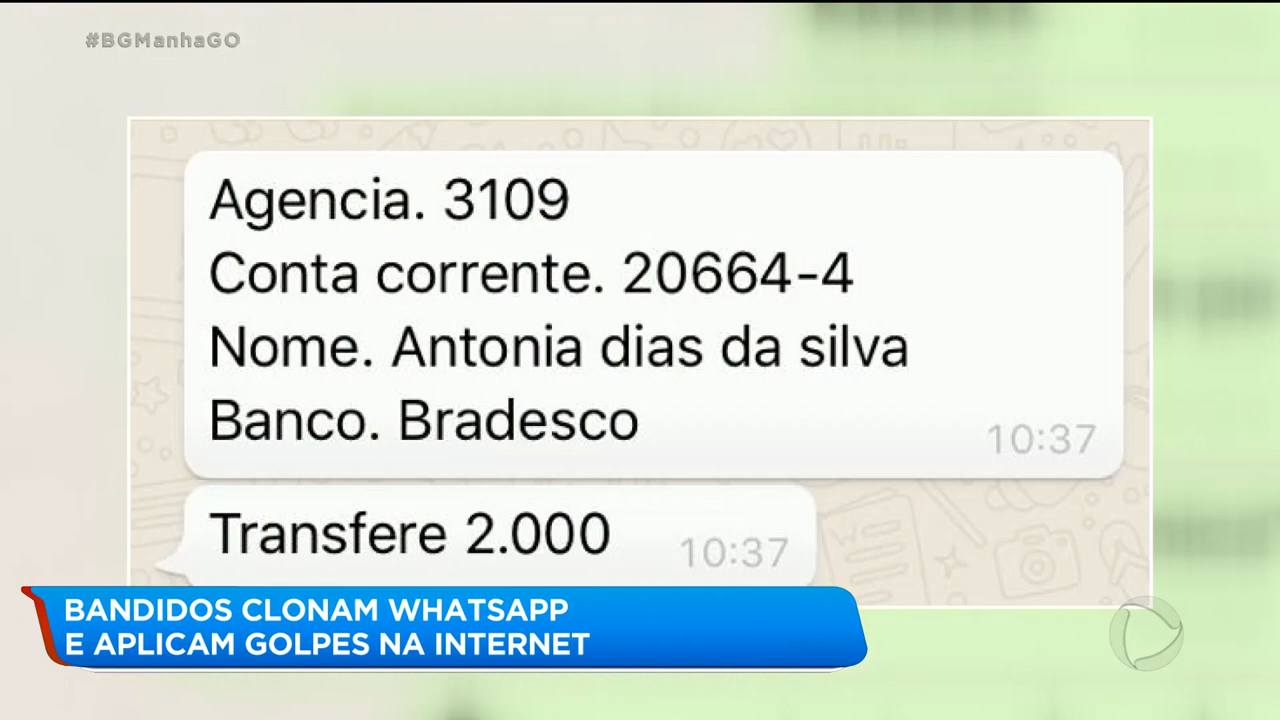 #BGManhaGO
Agencia. 3109
Conta corrente. 20664-4
Nome. Antonia dias da silva
Banco. Bradesco
10:37
Transfere 2.000
10:37
BANDIDOS CLONAM WHATSAPP
E APLICAM GOLPES NA INTERNET